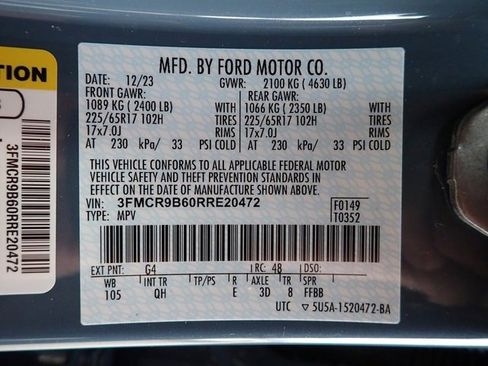 MFD. BY FORD MOTOR CO.
DATE: 12/23 GVWR: 2100 KG ( 4630 LB)
FRONT GAWR: REAR GAWR:
1089 KG ( 2400 LB) 1066 KG ( 2350 LB)
225/65R17 102H TIRES 225/65R17 102H TIRES
17x7.0J RIMS 17x7.0J RIMS
AT 230 kPa/ 33 PSI COLD AT 230 kPa/ 33 PSI COLD
THIS VEHICLE CONFORMS TO ALL APPLICABLE FEDERAL MOTOR
VEHICLE SAFETY AND THEFT PREVENTION STANDARDS IN EFFECT ON THE
DATE OF MANUFACTURE SHOWN ABOVE.
VIN: 3FMCR9B60RRE20472 F0149
TYPE: MPV T0352
EXT PNT: G4 RC: 48 DSO:
WB INT TR TP/PS R AXLE TR SPR
105 QH E 3D 8 FFBB
UTC 5U5A-1520472-BA
TION
3FMCR9B60RRE20472